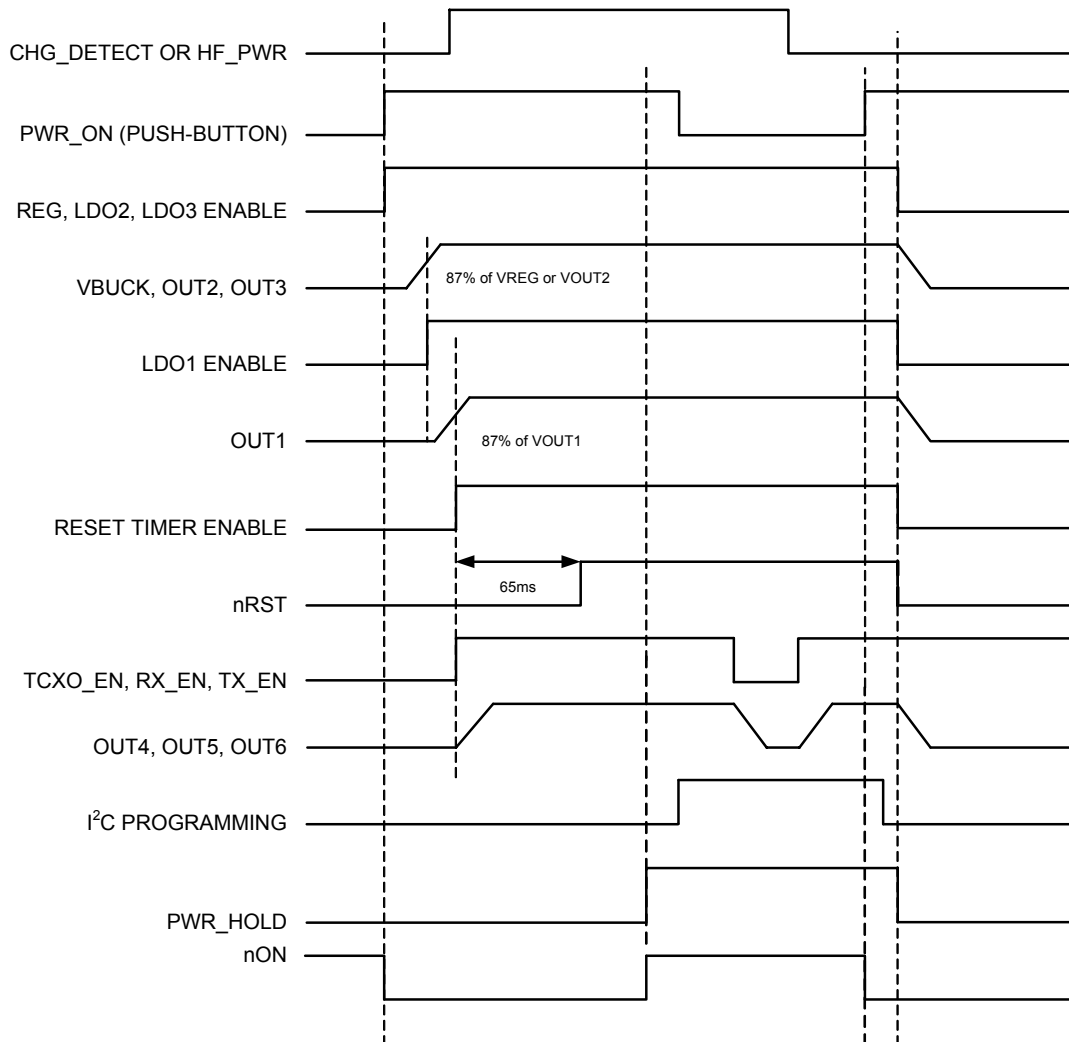 CHG_DETECT OR HF_PWR
PWR_ON (PUSH-BUTTON)
REG, LDO2, LDO3 ENABLE
VBUCK, OUT2, OUT3
87% of VREG or VOUT2
LDO1 ENABLE
OUT1
87% of VOUT1
RESET TIMER ENABLE
65ms
nRST
TCXO_EN, RX_EN, TX_EN
OUT4, OUT5, OUT6
I²C PROGRAMMING
PWR_HOLD
nON